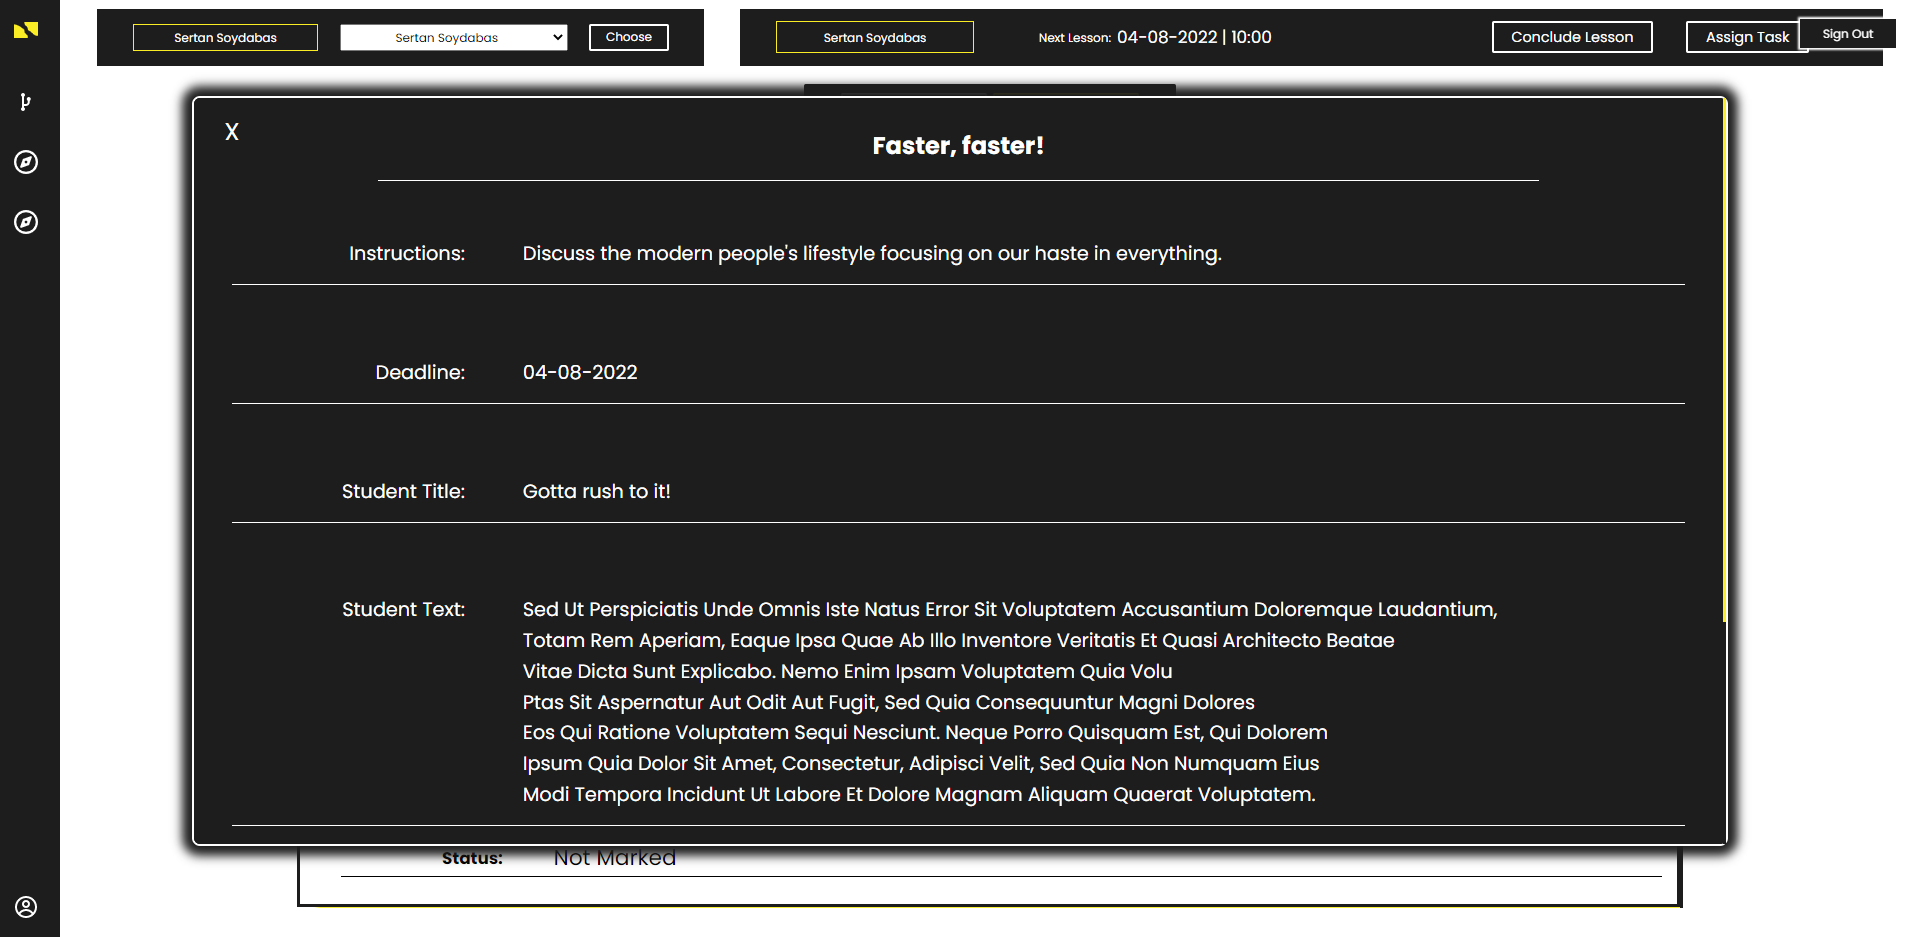 Sertan Soydabas
Sertan Soydabas
Choose
Sertan Soydabas
Next Lesson: 04-08-2022 | 10:00
Conclude Lesson
Assign Task
Sign Out
X
Faster, faster!
Instructions: Discuss the modern people's lifestyle focusing on our haste in everything.
Deadline: 04-08-2022
Student Title: Gotta rush to it!
Student Text: Sed Ut Perspiciatis Unde Omnis Iste Natus Error Sit Voluptatem Accusantium Doloremque Laudantium,
Totam Rem Aperiam, Eaque Ipsa Quae Ab Illo Inventore Veritatis Et Quasi Architecto Beatae
Vitae Dicta Sunt Explicabo. Nemo Enim Ipsam Voluptatem Quia Volu
Ptas Sit Aspernatur Aut Odit Aut Fugit, Sed Quia Consequuntur Magni Dolores
Eos Qui Ratione Voluptatem Sequi Nesciunt. Neque Porro Quisquam Est, Qui Dolorem
Ipsum Quia Dolor Sit Amet, Consectetur, Adipisci Velit, Sed Quia Non Numquam Eius
Modi Tempora Incidunt Ut Labore Et Dolore Magnam Aliquam Quaerat Voluptatem.
Status: Not Marked